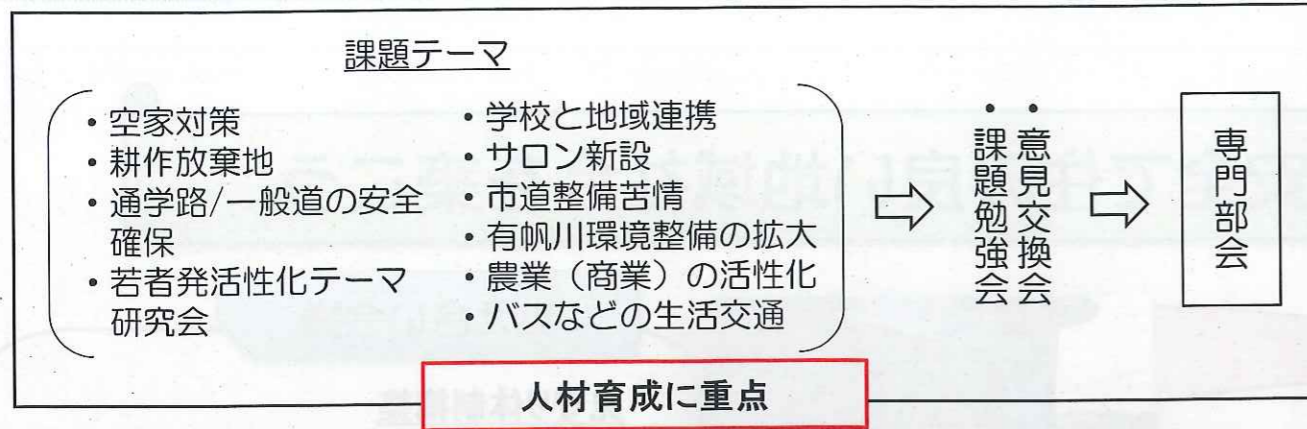 課題テーマ
・空家対策
・耕作放棄地
・通学路/一般道の安全
確保
・若者発活性化テーマ
研究会
・学校と地域連携
・サロン新設
・市道整備苦情
・有帆川環境整備の拡大
・農業（商業）の活性化
・バスなどの生活交通
⇨
・意見交換会
・課題勉強会
⇨
専門部会
人材育成に重点